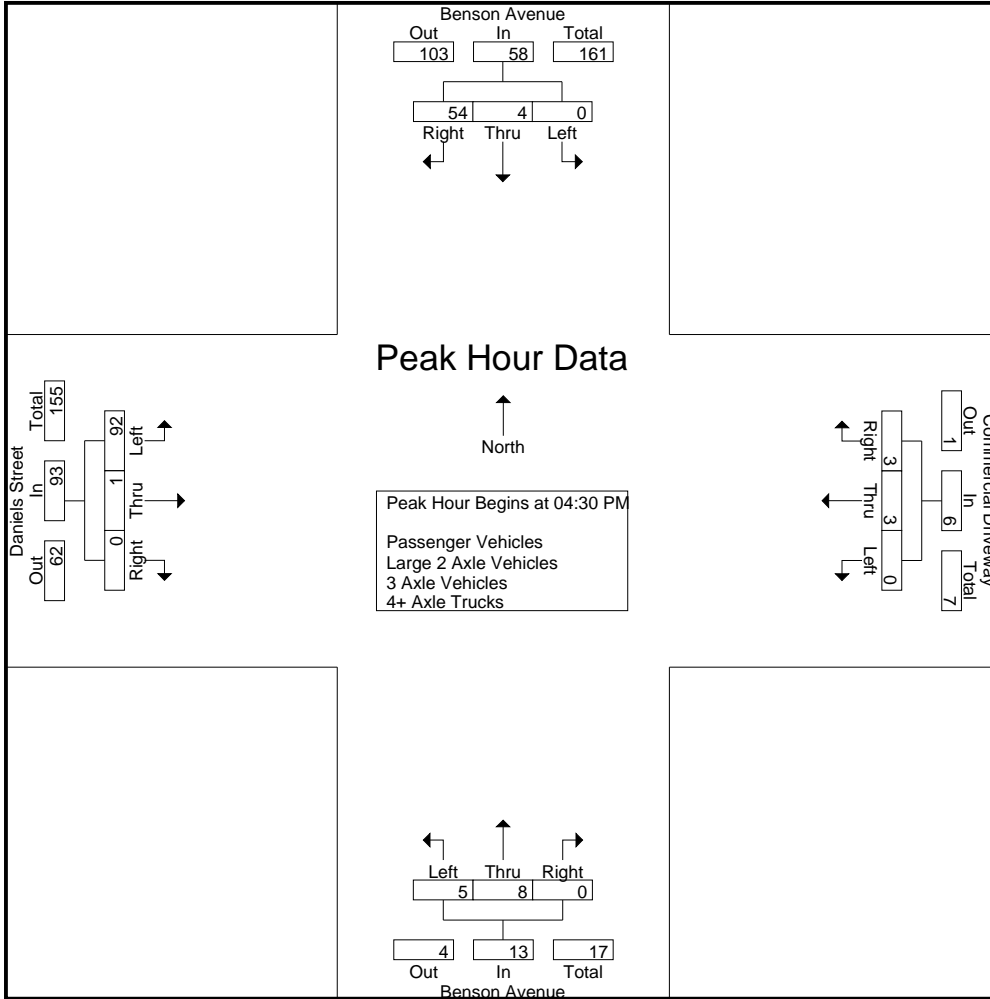 Benson Avenue
Out In Total
103 58 161
54 4 0
Right Thru Left
Peak Hour Data
North
Peak Hour Begins at 04:30 PM
Passenger Vehicles
Large 2 Axle Vehicles
3 Axle Vehicles
4+ Axle Trucks
Daniels Street
Out In Total
62 93 155
Right Thru Left
0 1 92
Commercial Driveway
Out In Total
1 6 7
Right Thru Left
3 3 0
Left Thru Right
5 8 0
4 13 17
Out In Total
Benson Avenue